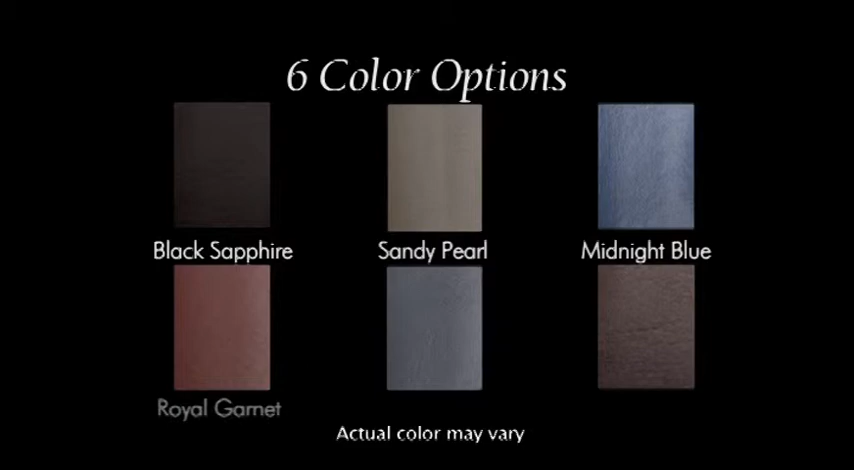 6 Color Options
Black Sapphire
Sandy Pearl
Midnight Blue
Royal Garnet
Actual color may vary